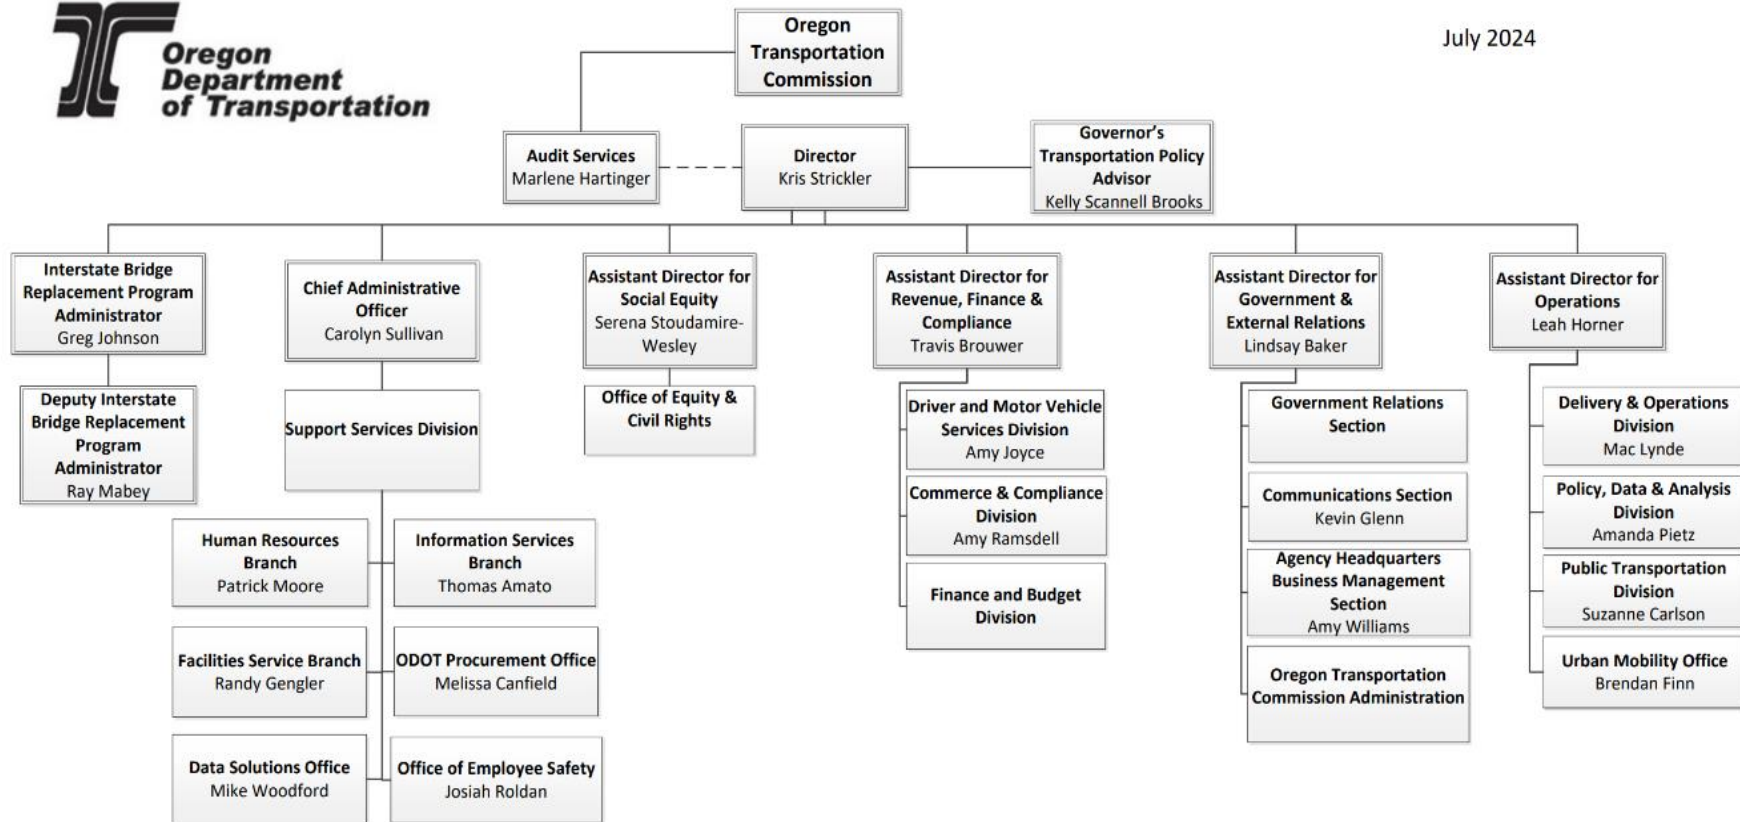 Oregon
Department
of Transportation
July 2024
Oregon
Transportation
Commission
Audit Services
Marlene Hartinger
Director
Kris Strickler
Governor's
Transportation Policy
Advisor
Kelly Scannell Brooks
Interstate Bridge
Replacement Program
Administrator
Greg Johnson
Deputy Interstate
Bridge Replacement
Program
Administrator
Ray Mabey
Chief Administrative
Officer
Carolyn Sullivan
Support Services Division
Human Resources
Branch
Patrick Moore
Information Services
Branch
Thomas Amato
Facilities Service Branch
Randy Gengler
ODOT Procurement Office
Melissa Canfield
Data Solutions Office
Mike Woodford
Office of Employee Safety
Josiah Roldan
Assistant Director for
Social Equity
Serena Stoudamire-
Wesley
Office of Equity &
Civil Rights
Assistant Director for
Revenue, Finance &
Compliance
Travis Brouwer
Driver and Motor Vehicle
Services Division
Amy Joyce
Commerce & Compliance
Division
Amy Ramsdell
Finance and Budget
Division
Assistant Director for
Government &
External Relations
Lindsay Baker
Government Relations
Section
Communications Section
Kevin Glenn
Agency Headquarters
Business Management
Section
Amy Williams
Oregon Transportation
Commission Administration
Assistant Director for
Operations
Leah Horner
Delivery & Operations
Division
Mac Lynde
Policy, Data & Analysis
Division
Amanda Pietz
Public Transportation
Division
Suzanne Carlson
Urban Mobility Office
Brendan Finn